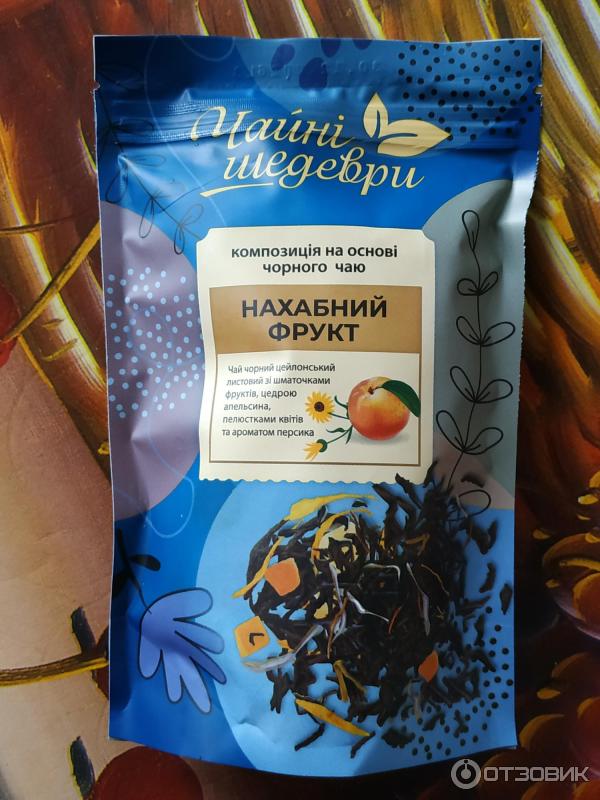 Чайні
шедеври
композиція на основі
чорного чаю
НАХАБНИЙ
ФРУКТ
Чай чорний цейлонський
листовий зі шматочками
фруктів, цедрою
апельсина,
пелюстками квітів
та ароматом персика
ОТЗОВИК